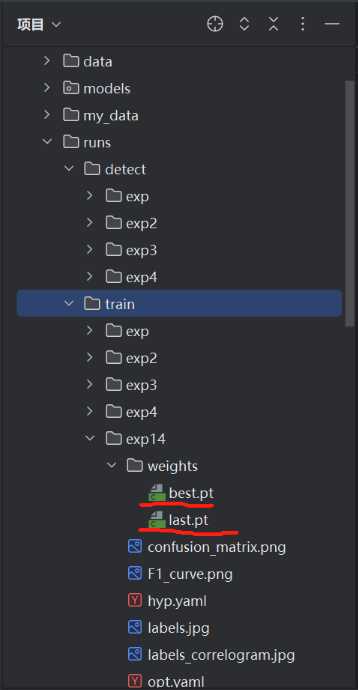 项目
data
models
my_data
runs
detect
exp
exp2
exp3
exp4
train
exp
exp2
exp3
exp4
exp14
weights
best.pt
last.pt
confusion_matrix.png
F1_curve.png
hyp.yaml
labels.jpg
labels_correlogram.jpg
opt.yaml